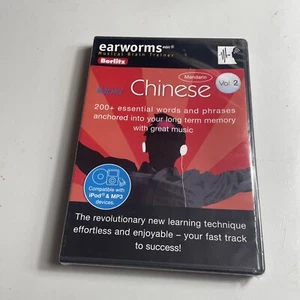 earworms mbt®
Musical Brain Trainer
Berlitz
Mandarin
Chinese
Vol. 2
200+ essential words and phrases
anchored into your long term memory
with great music
Compatible with
iPod® & MP3
devices.
The revolutionary new learning technique
effortless and enjoyable – your fast track
to success!